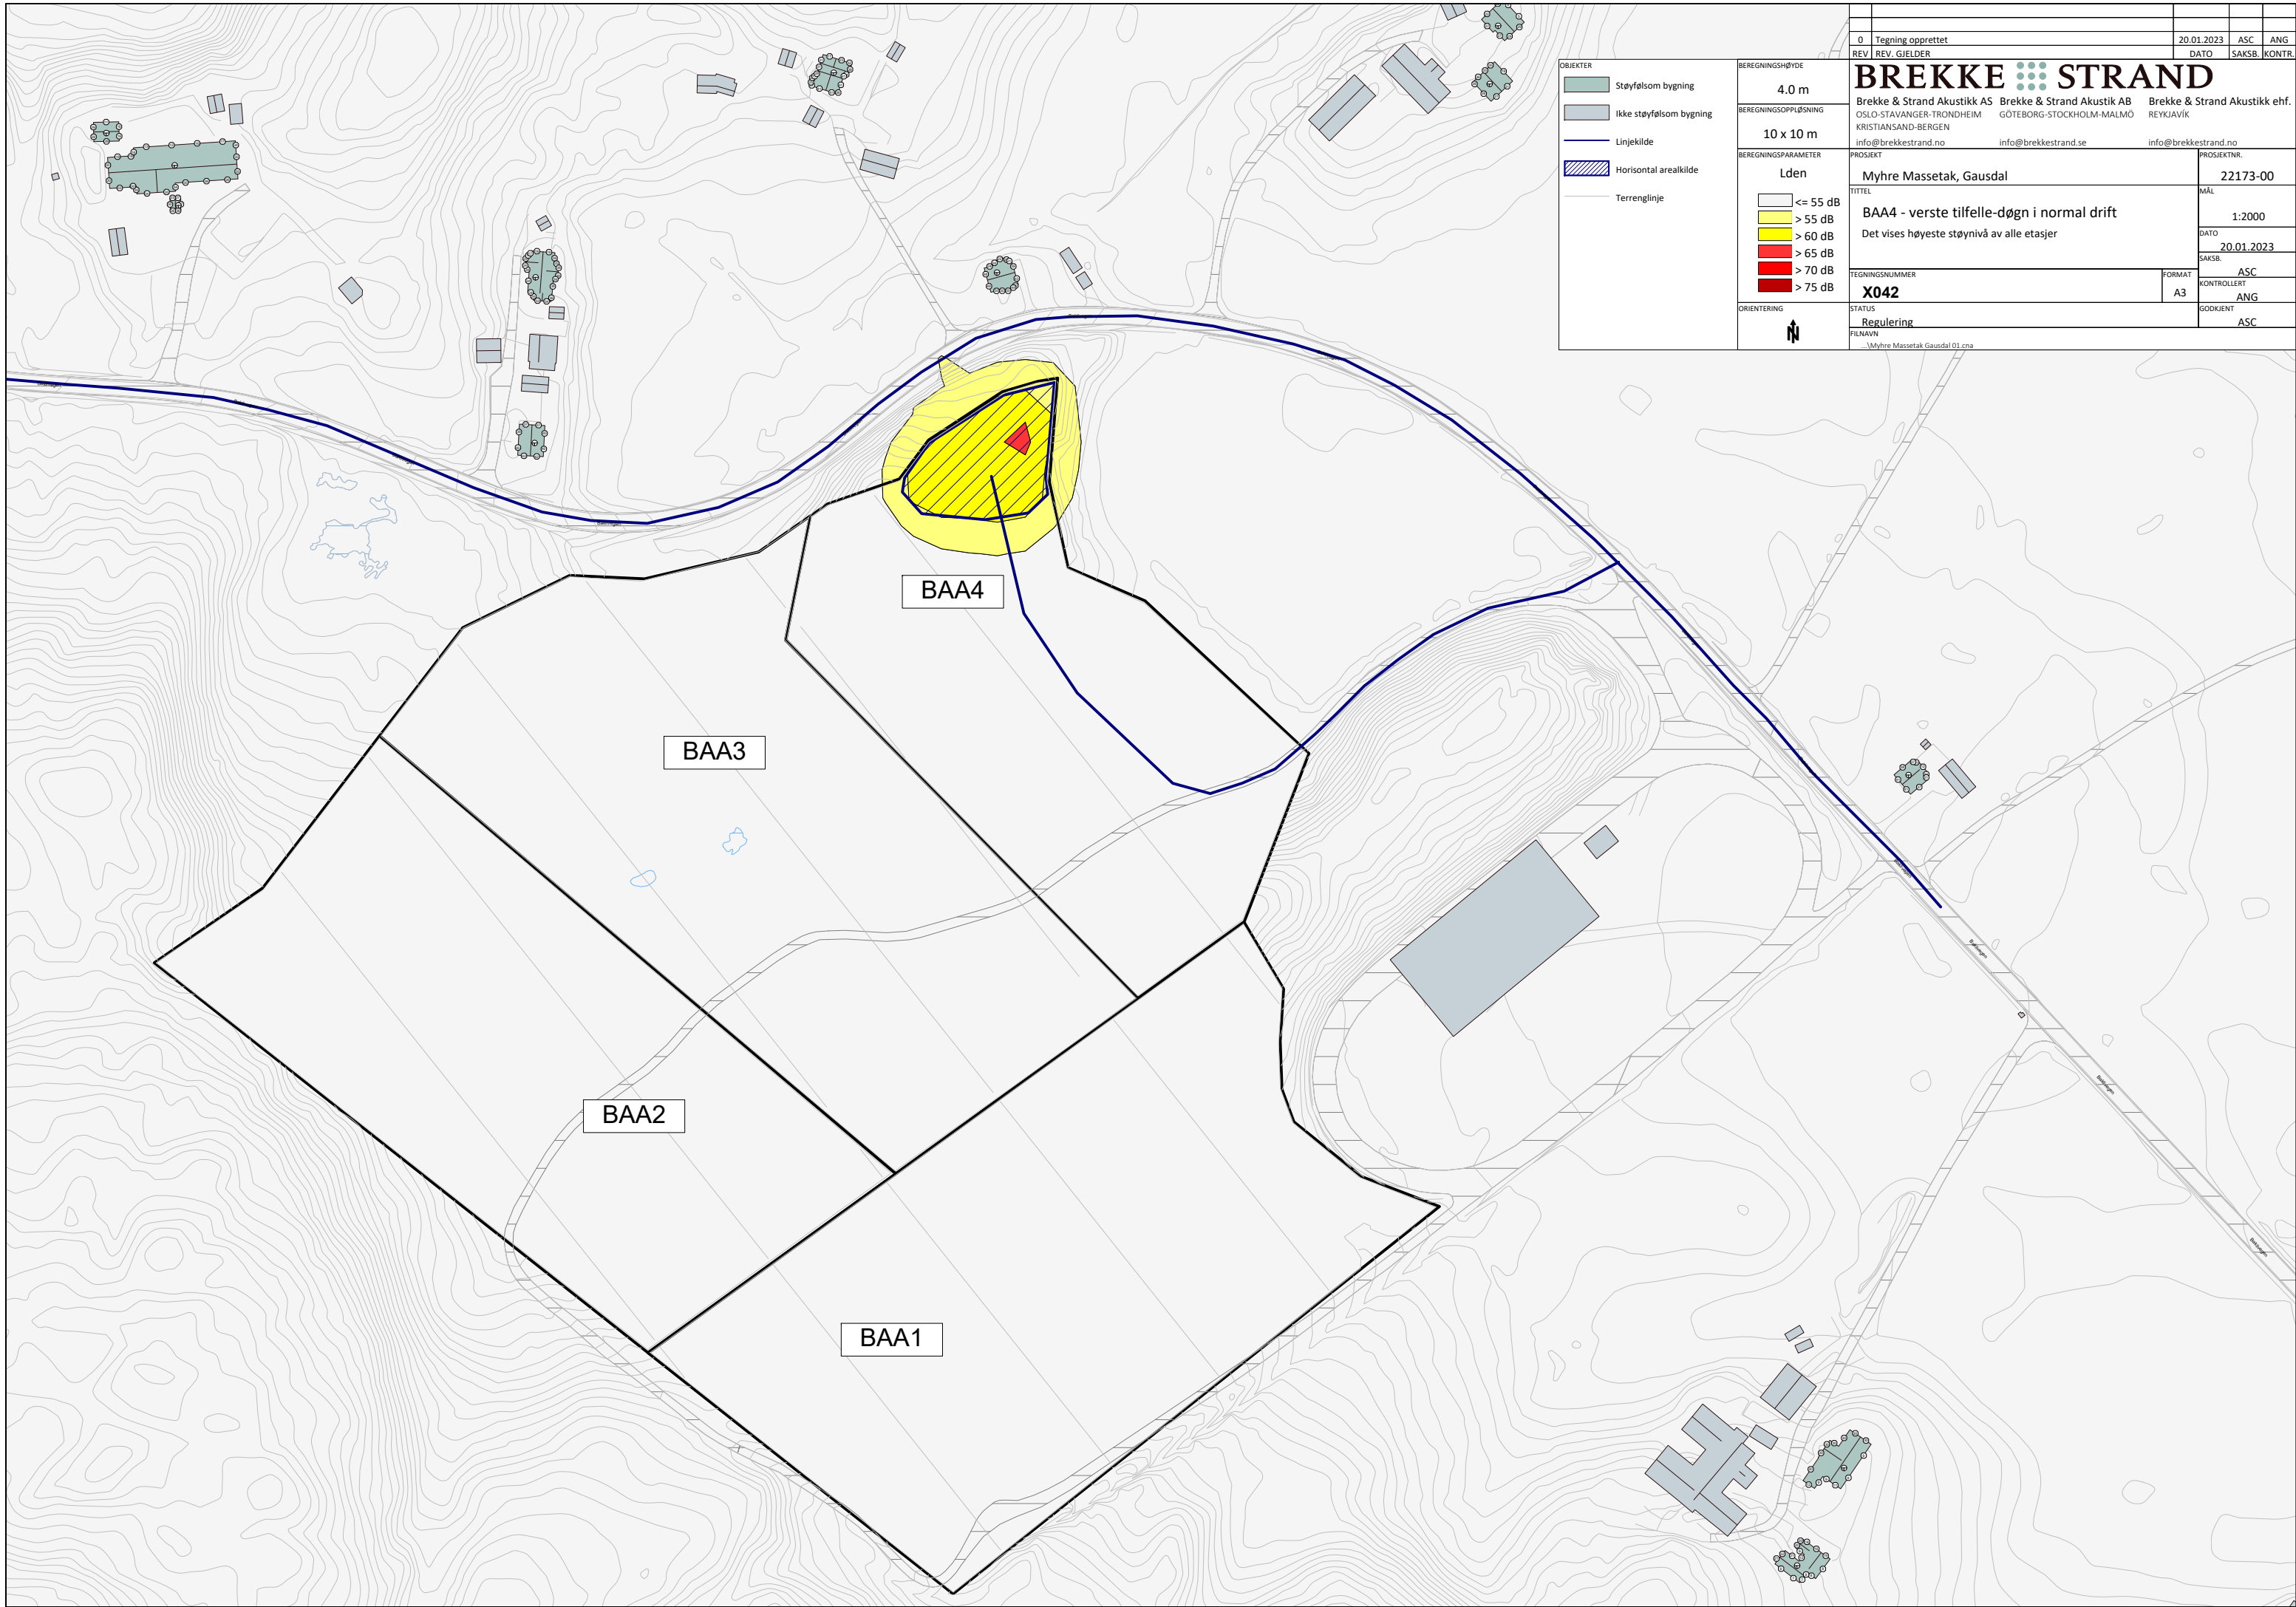 0 Tegning opprettet 20.01.2023 ASC ANG
REV REV. GJELDER DATO SAKSB. KONTR.
OBJEKTER
Støyfølsom bygning
Ikke støyfølsom bygning
Linjekilde
Horisontal arealkilde
Terrenglinje
BEREGNINGSHØYDE
4.0 m
BEREGNINGSOPPLØSNING
10 x 10 m
BEREGNINGSPARAMETER
Lden
<= 55 dB
> 55 dB
> 60 dB
> 65 dB
> 70 dB
> 75 dB
ORIENTERING
N
BREKKE STRAND
Brekke & Strand Akustikk AS Brekke & Strand Akustik AB Brekke & Strand Akustikk ehf.
OSLO-STAVANGER-TRONDHEIM GÖTEBORG-STOCKHOLM-MALMÖ REYKJAVÍK
KRISTIANSAND-BERGEN
info@brekkestrand.no info@brekkestrand.se info@brekkestrand.no
PROSJEKT
Myhre Massetak, Gausdal
PROSJEKTNR.
22173-00
TITTEL
BAA4 - verste tilfelle-døgn i normal drift
Det vises høyeste støynivå av alle etasjer
MÅL
1:2000
DATO
20.01.2023
SAKSB.
ASC
TEGNINGSNUMMER
X042
FORMAT
A3
KONTROLLERT
ANG
STATUS
Regulering
GODKJENT
ASC
FILNAVN
...\Myhre Massetak Gausdal 01.cna
BAA4
BAA3
BAA2
BAA1